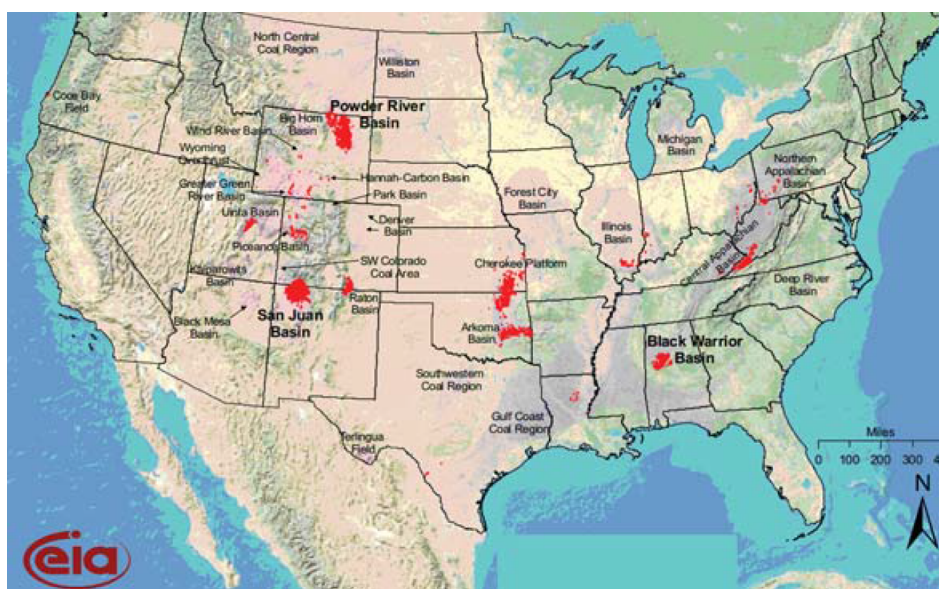 North Central
Coal Region
Williston
Basin
Coos Bay
Field
Powder River
Basin
Big Horn
Basin
Wind River Basin
Wyoming
Overthrust
Greater Green
River Basin
Hannah-Carbon Basin
Park Basin
Uinta Basin
Denver
Basin
Piceance Basin
SW Colorado
Coal Area
Kaiparowits
Basin
Black Mesa
Basin
San Juan
Basin
Raton
Basin
Michigan
Basin
Northern
Appalachian
Basin
Forest City
Basin
Illinois
Basin
Central Appalachian
Basin
Cherokee Platform
Deep River
Basin
Arkoma
Basin
Black Warrior
Basin
Southwestern
Coal Region
Gulf Coast
Coal Region
Terlingua
Field
Miles
0 100 200 300
N
eia